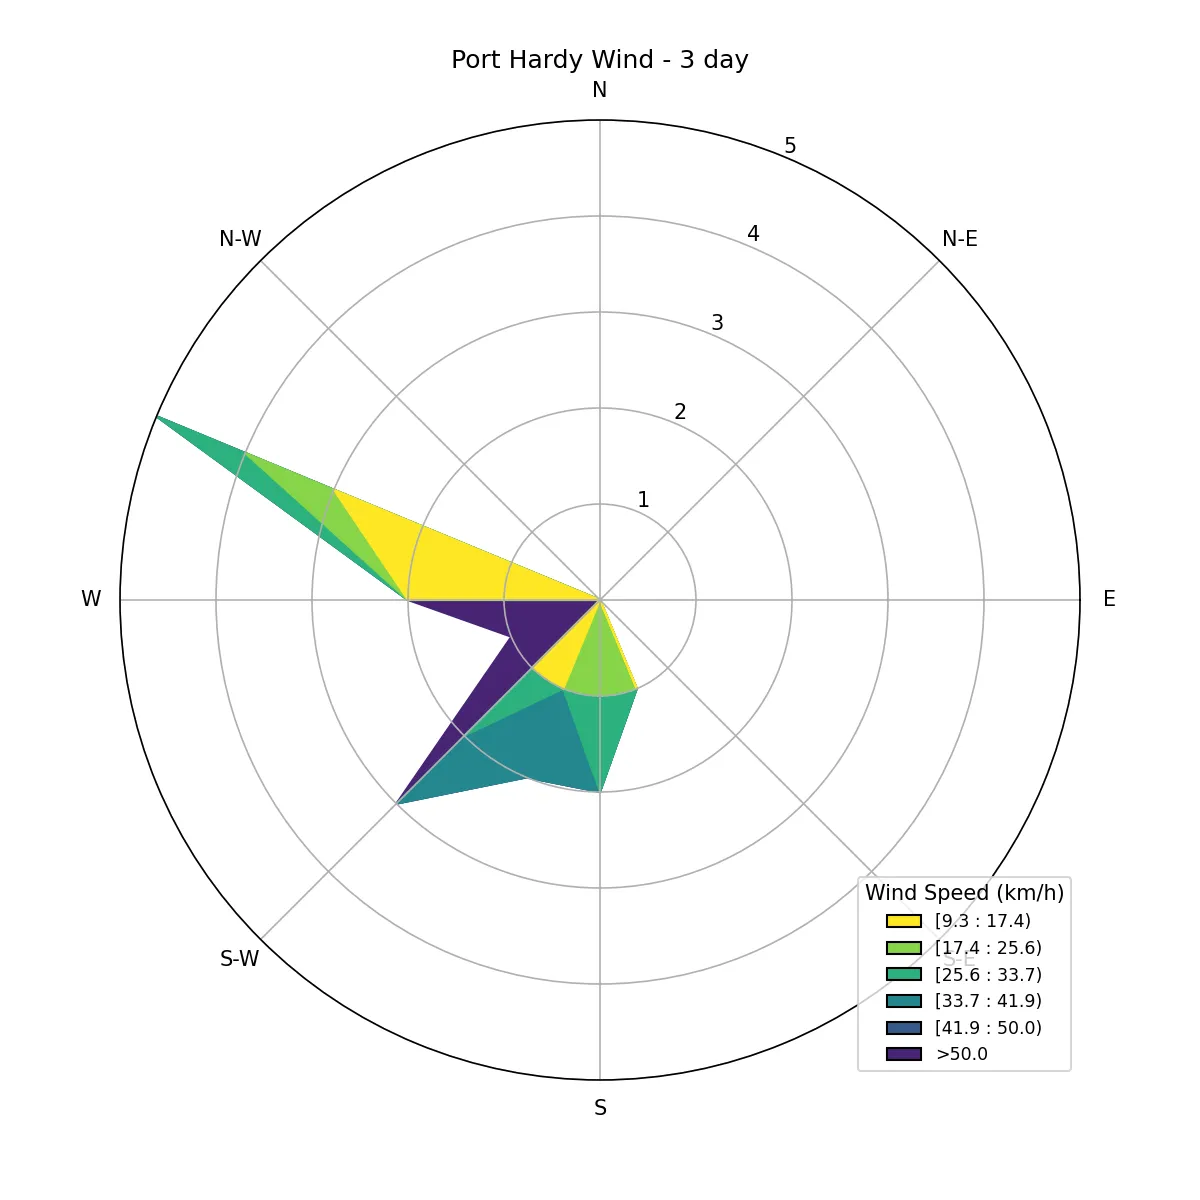 Port Hardy Wind - 3 day
N
5
N-W
4
N-E
3
2
1
W
E
S-W
S-E
S
Wind Speed (km/h)
[9.3 : 17.4)
[17.4 : 25.6)
[25.6 : 33.7)
[33.7 : 41.9)
[41.9 : 50.0)
>50.0